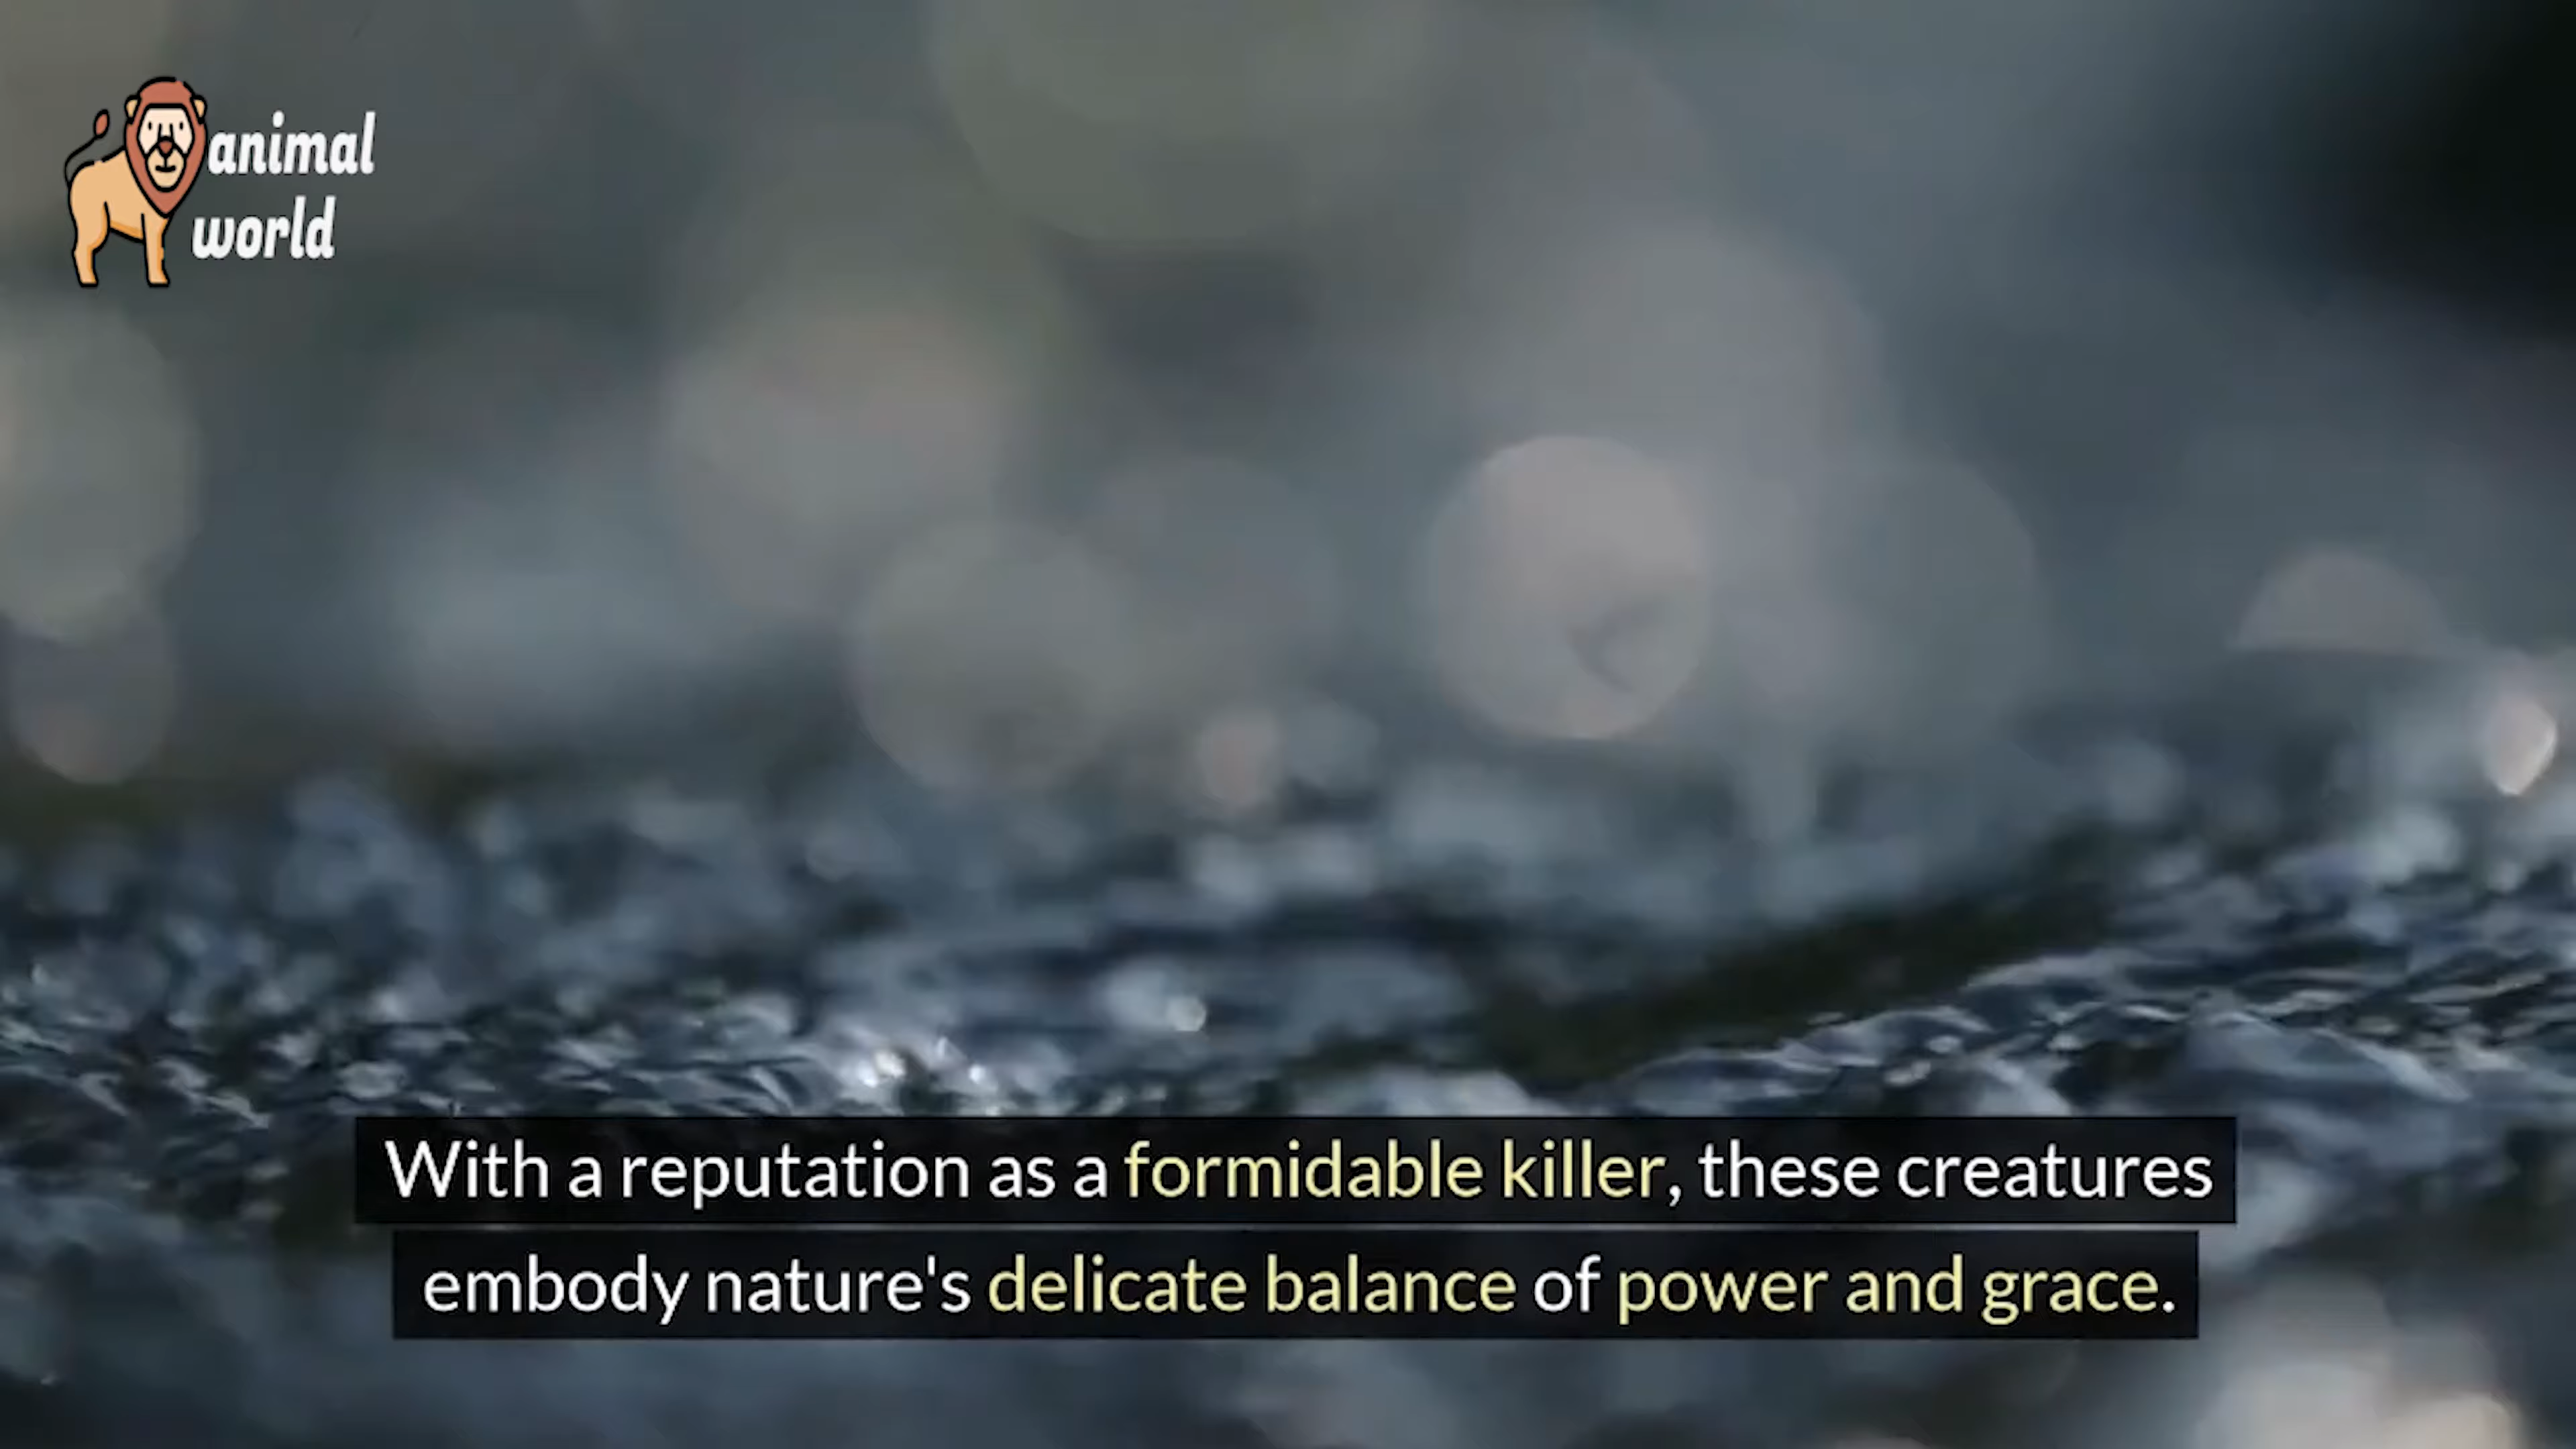 animal
world
With a reputation as a formidable killer, these creatures
embody nature's delicate balance of power and grace.